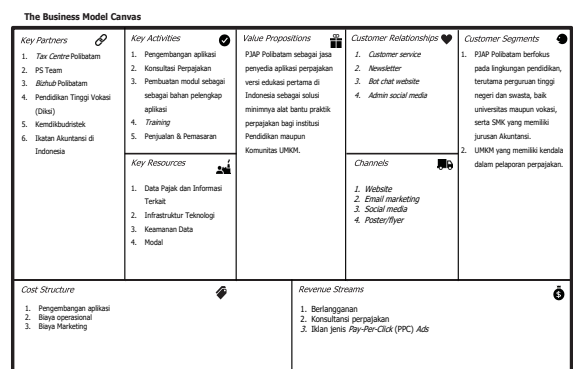 The Business Model Canvas
Key Partners
1. Tax Centre Polibatam
2. PS Team
3. Bizhub Polibatam
4. Pendidikan Tinggi Vokasi
(Diksi)
5. Kemdikbudristek
6. Ikatan Akuntansi di
Indonesia
Key Activities
1. Pengembangan aplikasi
2. Konsultasi Perpajakan
3. Pembuatan modul sebagai
sebagai bahan pelengkap
aplikasi
4. Training
5. Penjualan & Pemasaran
Key Resources
1. Data Pajak dan Informasi
Terkait
2. Infrastruktur Teknologi
3. Keamanan Data
4. Modal
Value Propositions
PJAP Polibatam sebagai jasa
penyedia aplikasi perpajakan
versi edukasi pertama di
Indonesia sebagai solusi
minimnya alat bantu praktik
perpajakan bagi institusi
Pendidikan maupun
Komunitas UMKM.
Customer Relationships
1. Customer service
2. Newsletter
3. Bot chat website
4. Admin social media
Channels
1. Website
2. Email marketing
3. Social media
4. Poster/flyer
Customer Segments
1. PJAP Polibatam berfokus
pada lingkungan pendidikan,
terutama perguruan tinggi
negeri dan swasta, baik
universitas maupun vokasi,
serta SMK yang memiliki
jurusan Akuntansi.
2. UMKM yang memiliki kendala
dalam pelaporan perpajakan.
Cost Structure
1. Pengembangan aplikasi
2. Biaya operasional
3. Biaya Marketing
Revenue Streams
1. Berlangganan
2. Konsultansi perpajakan
3. Iklan jenis Pay-Per-Click (PPC) Ads